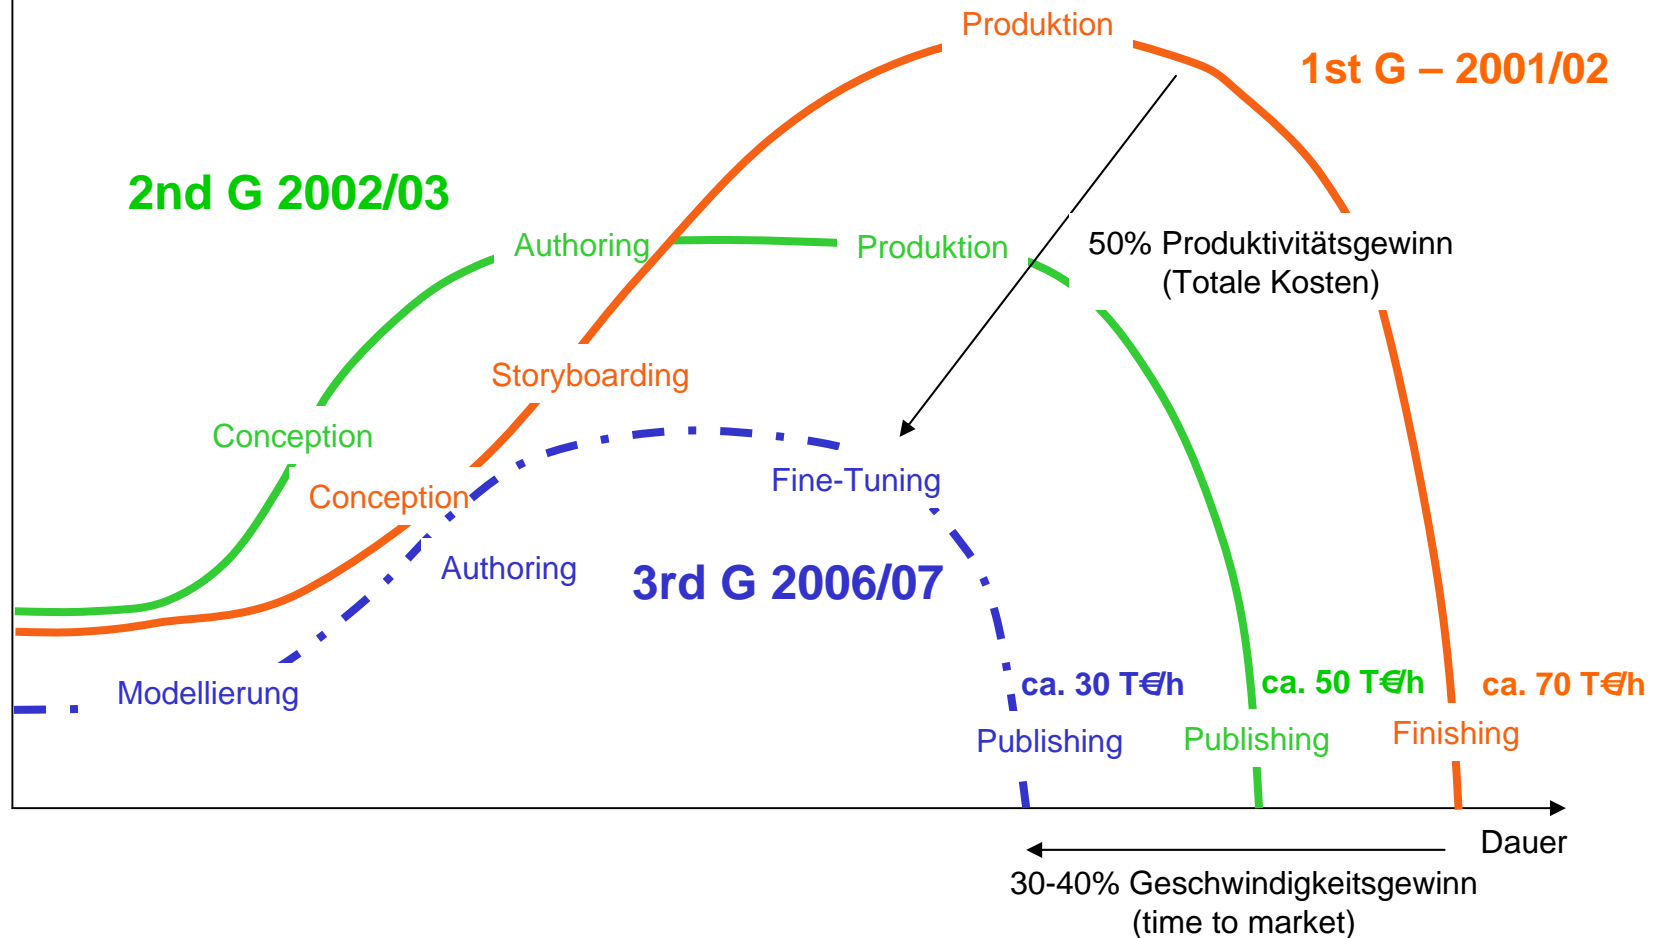 Produktion
1st G – 2001/02
2nd G 2002/03
Authoring
Produktion
50% Produktivitätsgewinn
(Totale Kosten)
Storyboarding
Conception
Fine-Tuning
Conception
Authoring
3rd G 2006/07
Modellierung
ca. 30 T€/h
ca. 50 T€/h
ca. 70 T€/h
Publishing
Publishing
Finishing
Dauer
30-40% Geschwindigkeitsgewinn
(time to market)